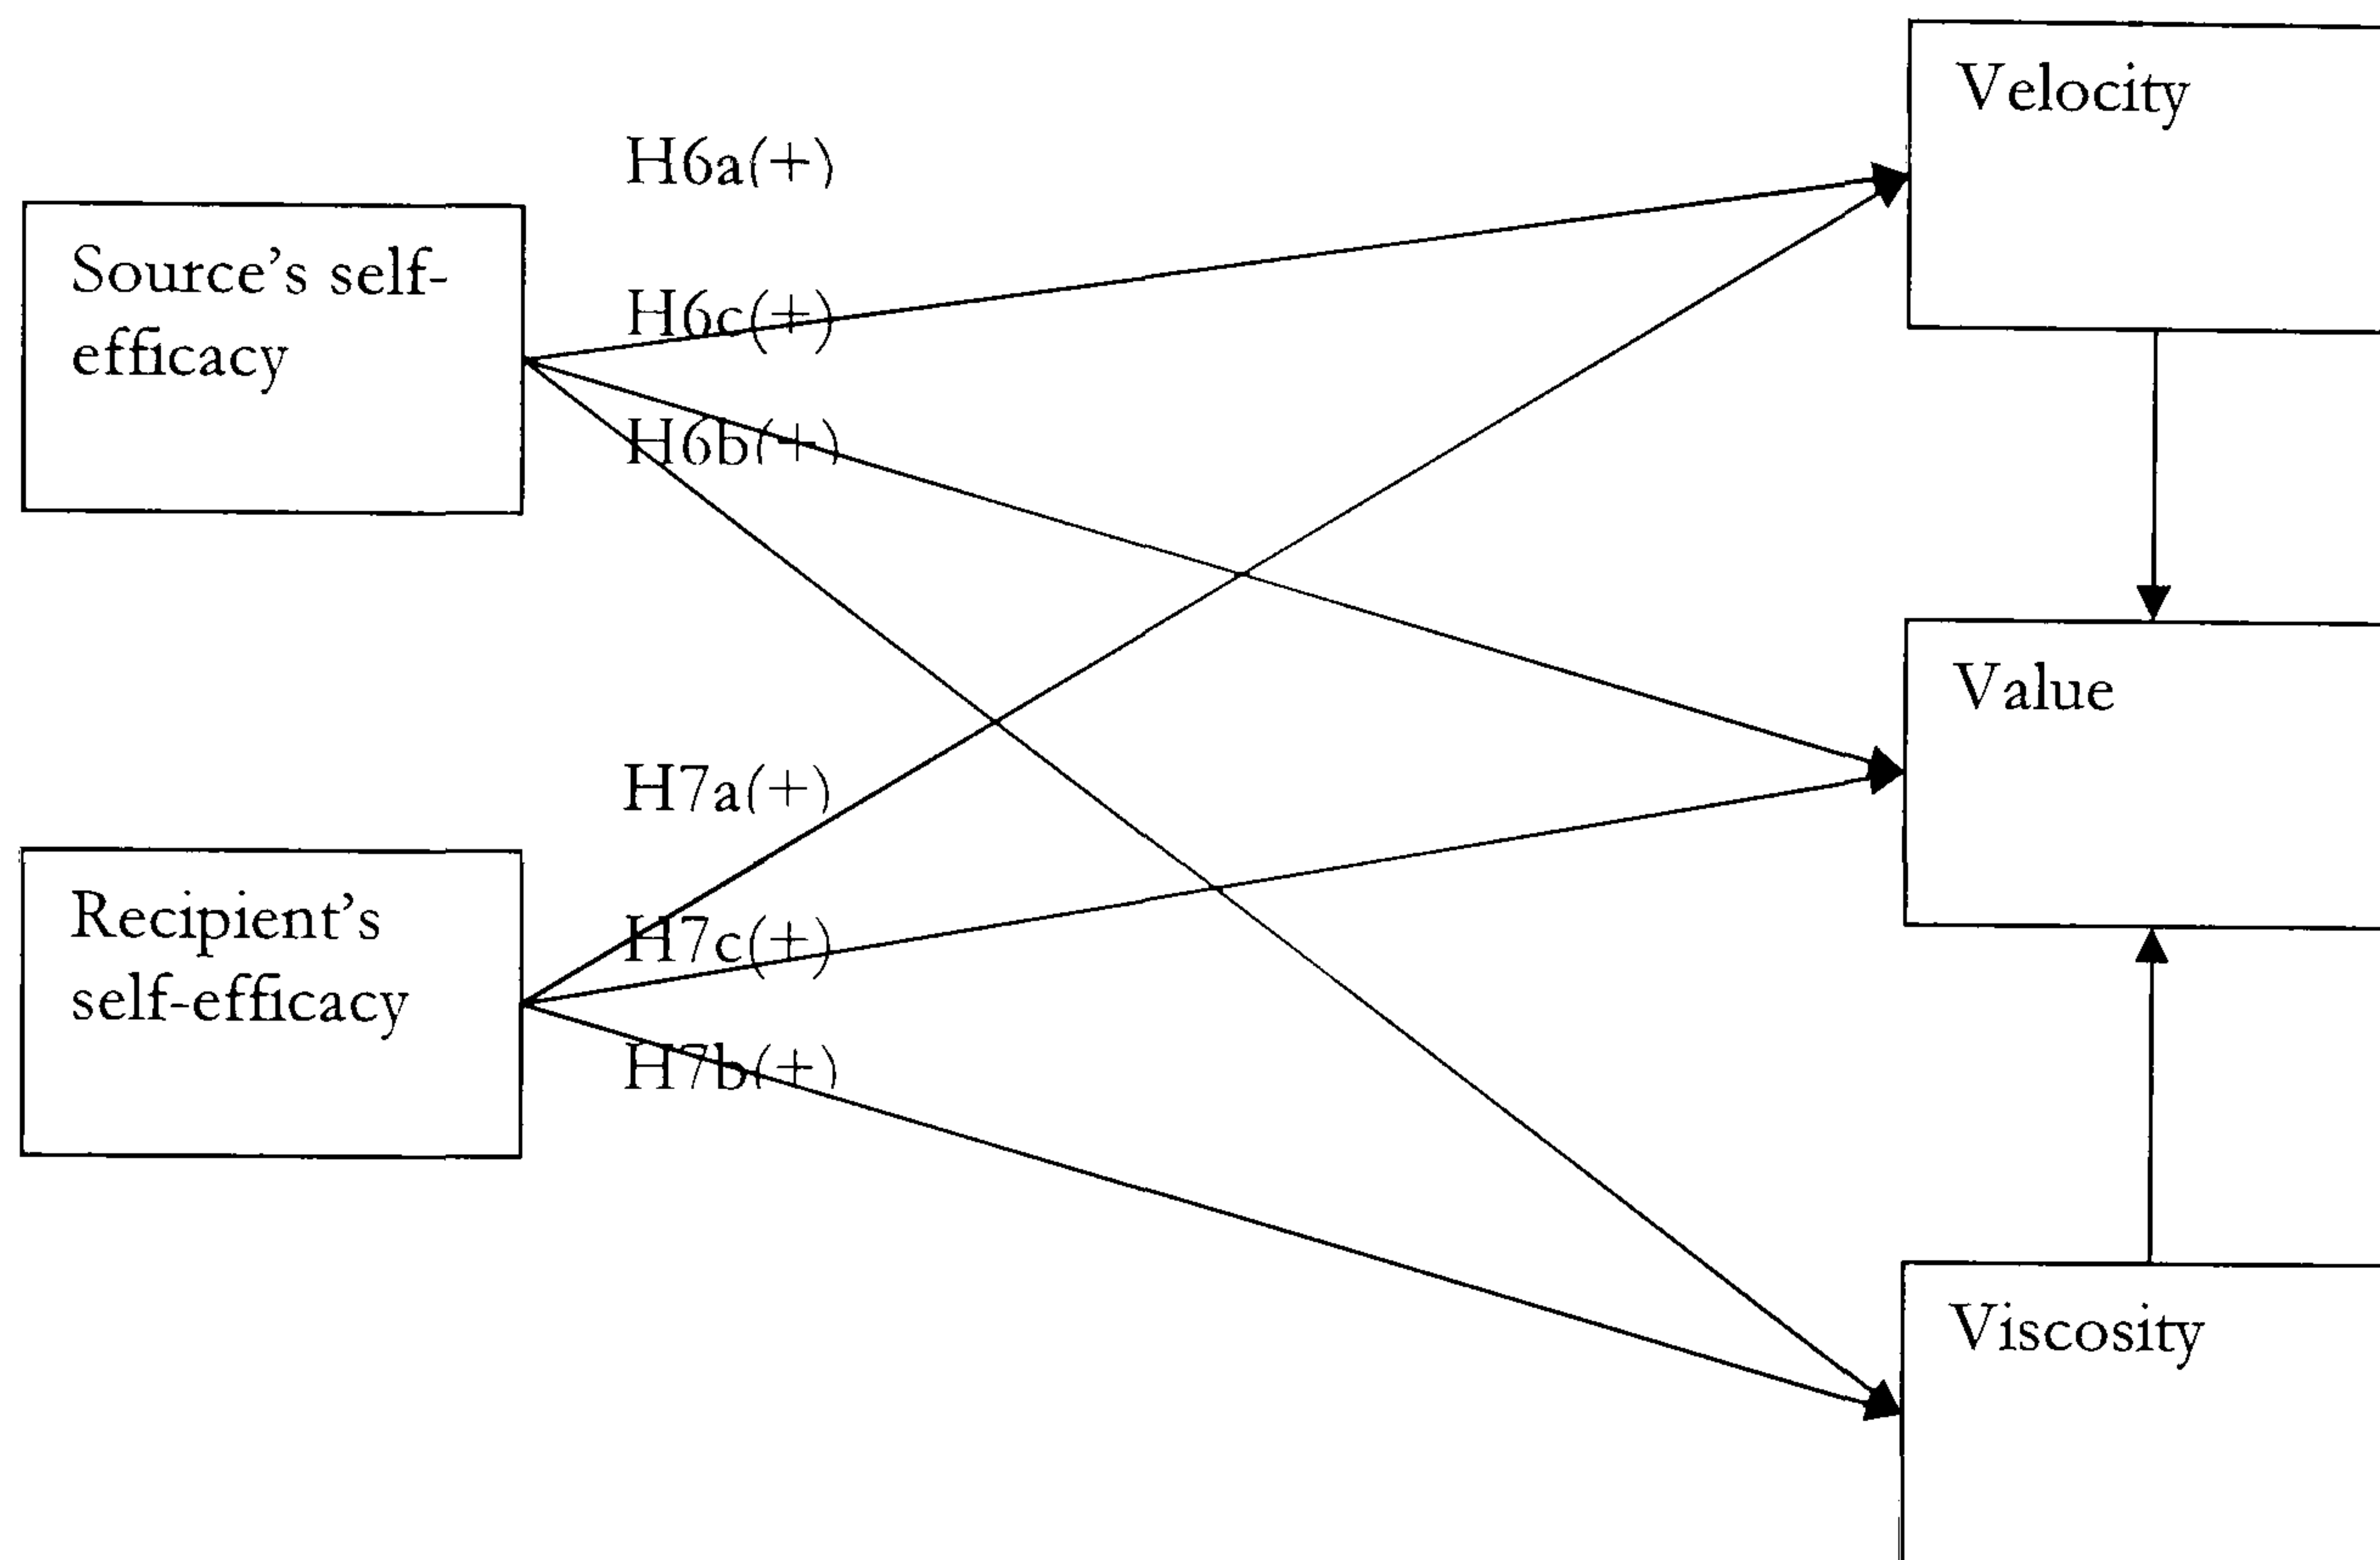 Velocity
H6a(+)
Source's self-
efficacy
H6c(+)
H6b(+)
Value
H7a(+)
Recipient's
self-efficacy
H7c(+)
H7b(+)
Viscosity